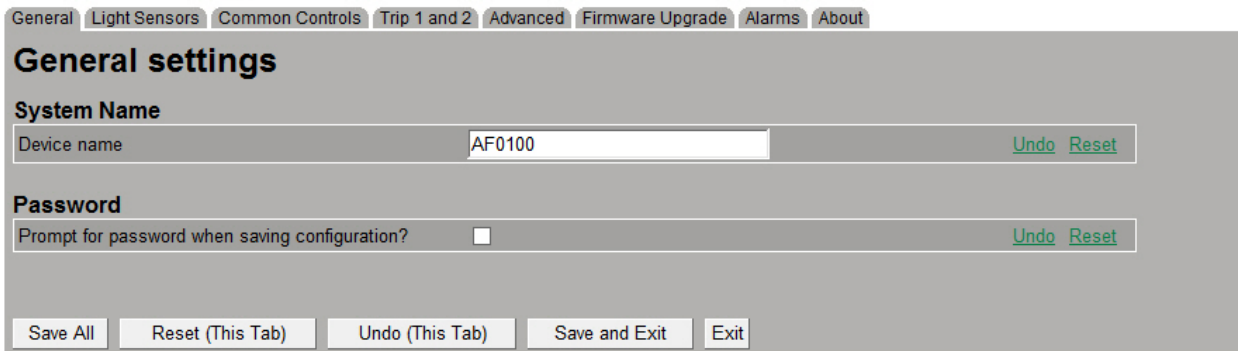 General Light Sensors Common Controls Trip 1 and 2 Advanced Firmware Upgrade Alarms About
General settings
System Name
Device name AF0100 Undo Reset
Password
Prompt for password when saving configuration? Undo Reset
Save All Reset (This Tab) Undo (This Tab) Save and Exit Exit